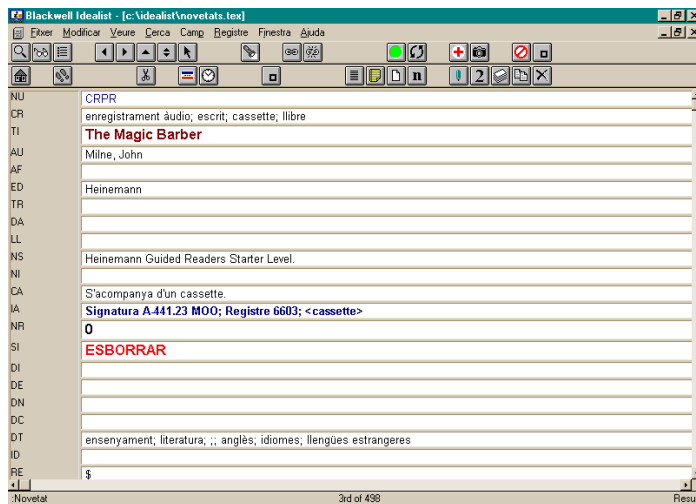 Blackwell Idealist - [c:\idealist\novetats.tex]
Fitxer Modificar Veure Cerca Camp Registre Finestra Ajuda
n 2
NU CRPR
CR enregistrament àudio; escrit; cassette; llibre
TI The Magic Barber
AU Milne, John
AF
ED Heinemann
TR
DA
LL
NS Heinemann Guided Readers Starter Level.
NI
CA S'acompanya d'un cassette.
IA Signatura A-441.23 MOO; Registre 6603; <cassette>
NR 0
SI ESBORRAR
DI
DE
DN
DC
DT ensenyament; literatura; ;; anglès; idiomes; llengües estrangeres
ID
RE $
:Novetat 3rd of 498 Resu